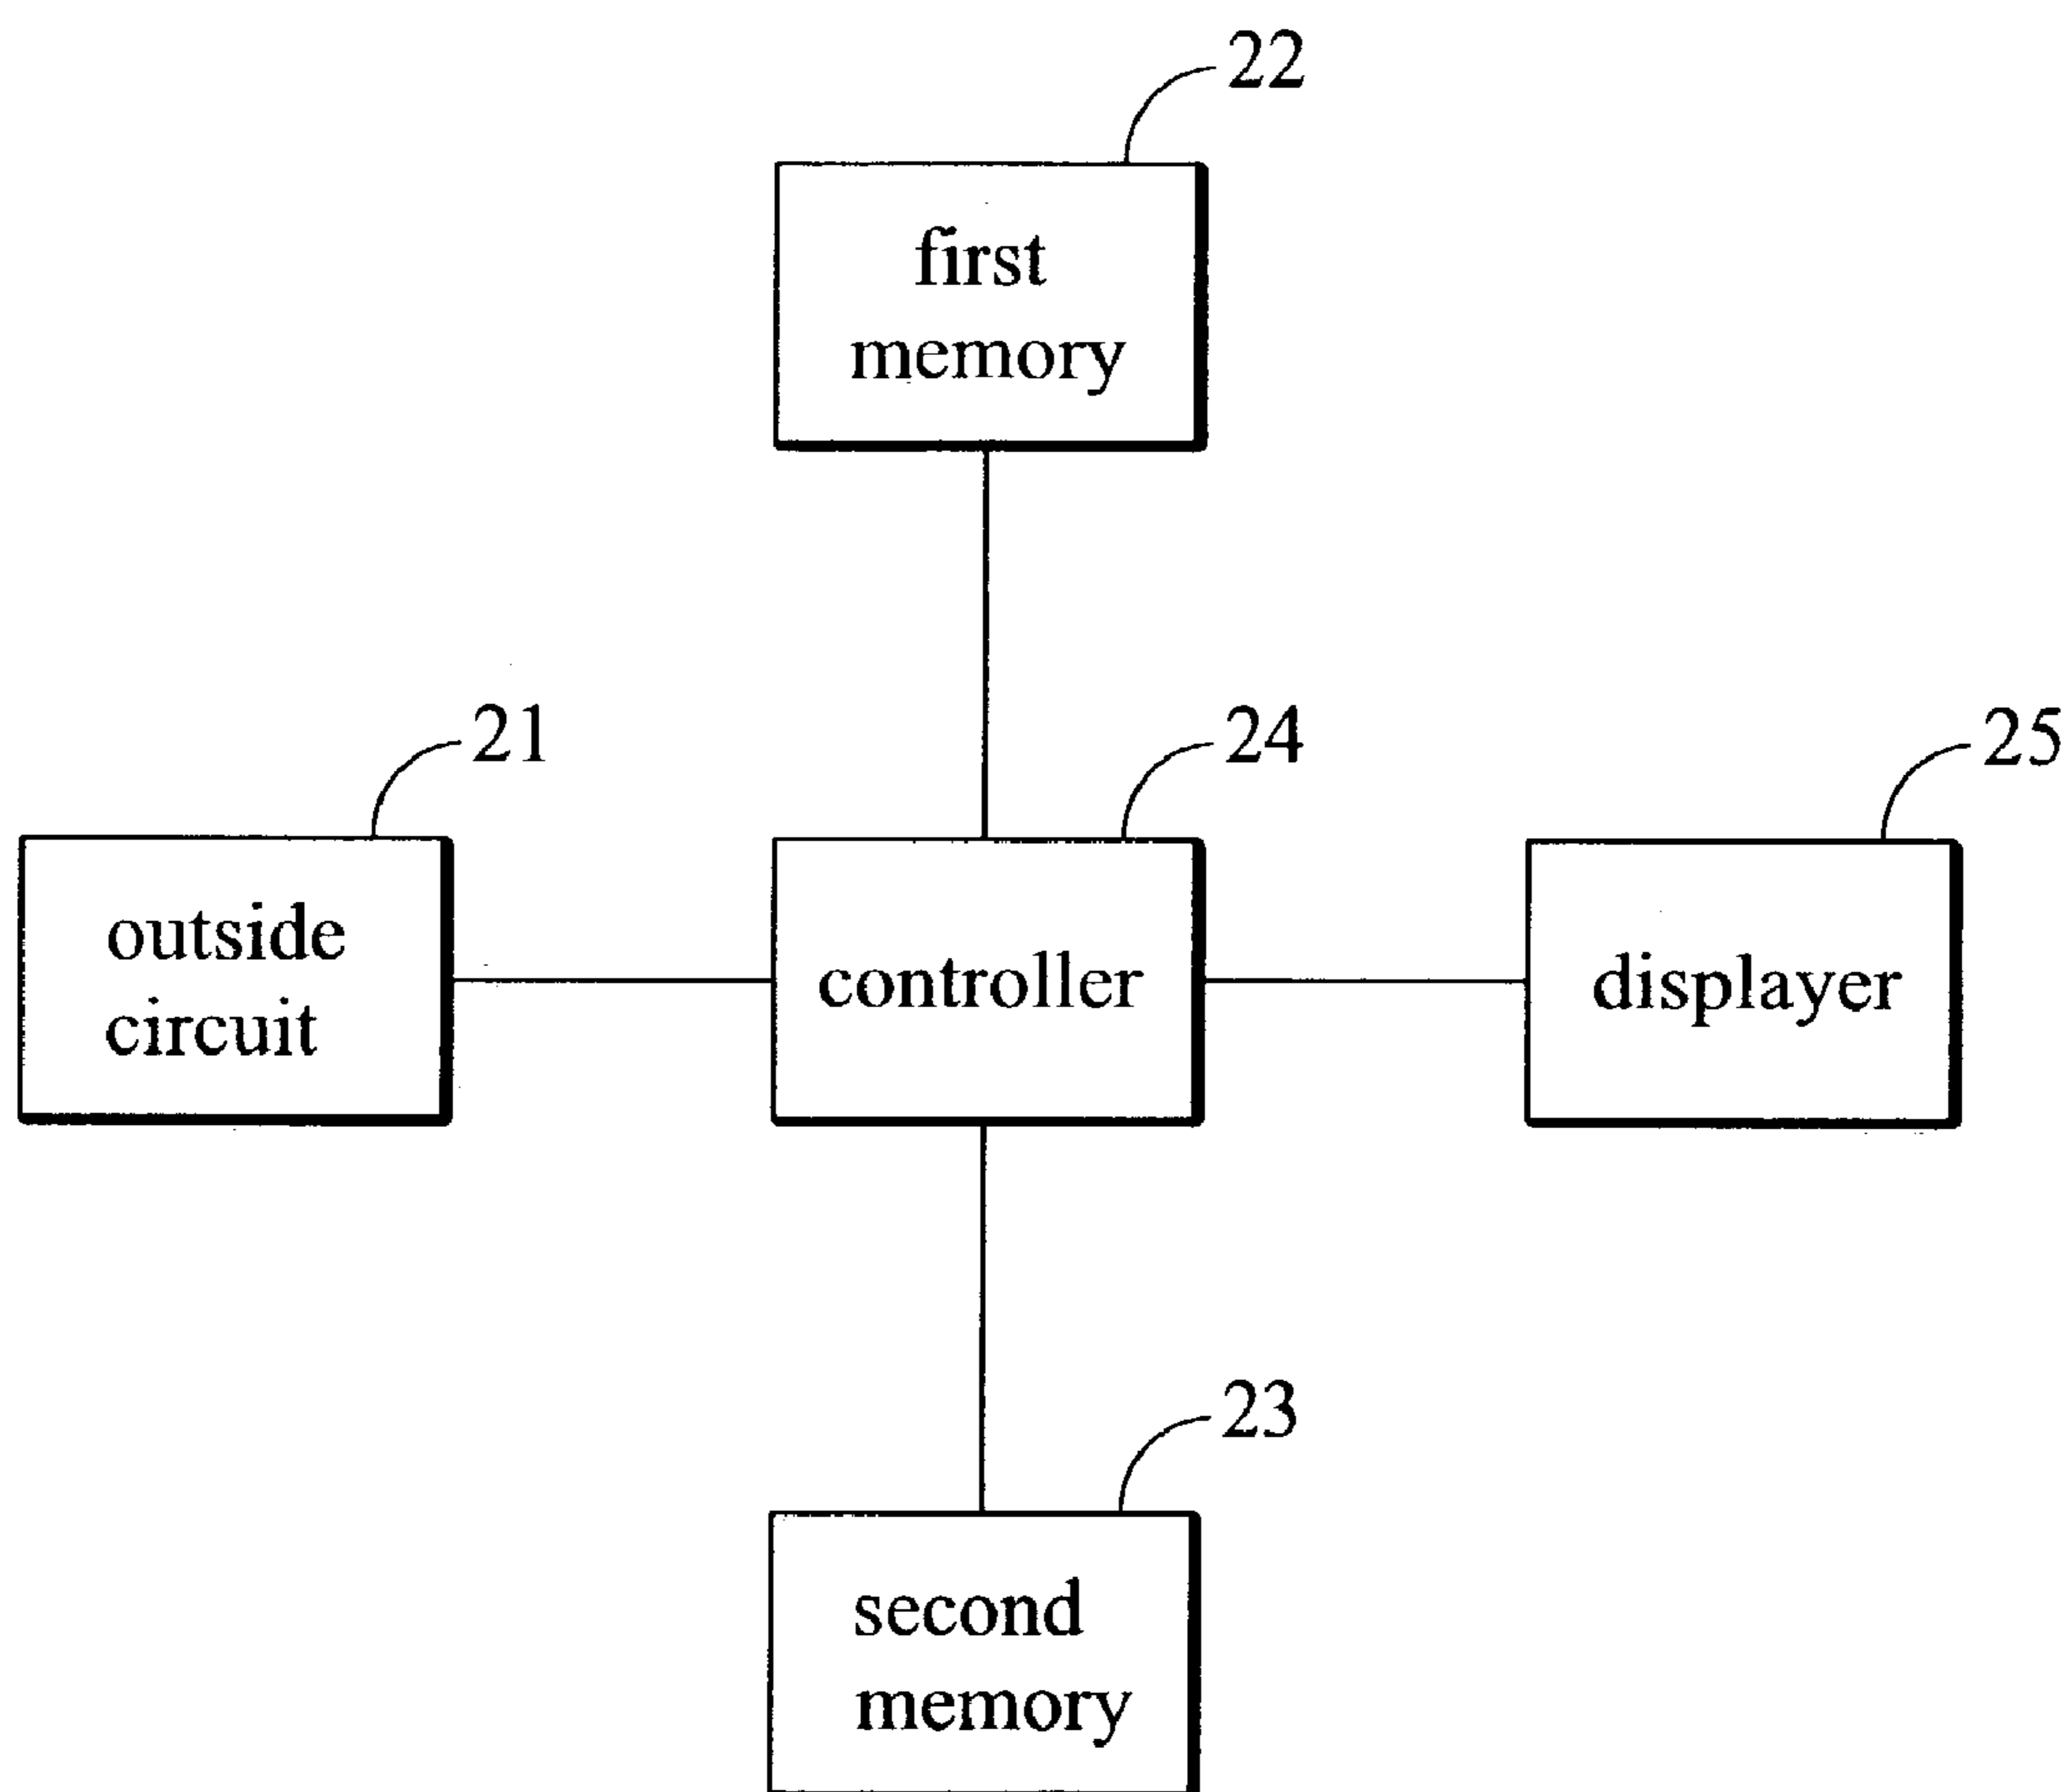 22
first
memory
21
24
25
outside
circuit
controller
displayer
23
second
memory